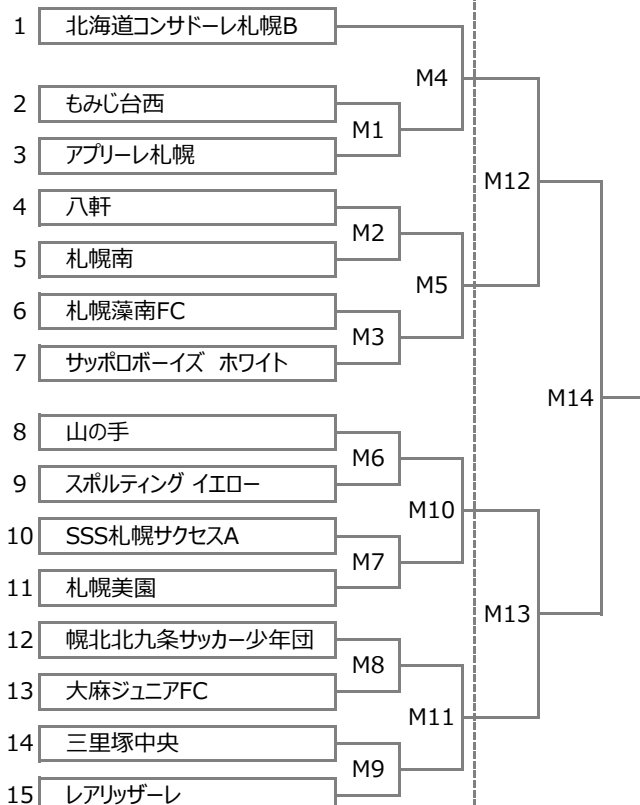 1 北海道コンサドーレ札幌B
M4
2 もみじ台西
M1
3 アプリーレ札幌
M12
4 八軒
M2
5 札幌南
M5
6 札幌藻南FC
M3
7 サッポロボーイズ ホワイト
M14
8 山の手
M6
9 スポルティング イエロー
M10
10 SSS札幌サクセスA
M7
11 札幌美園
M13
12 幌北北九条サッカー少年団
M8
13 大麻ジュニアFC
M11
14 三里塚中央
M9
15 レアリッザーレ